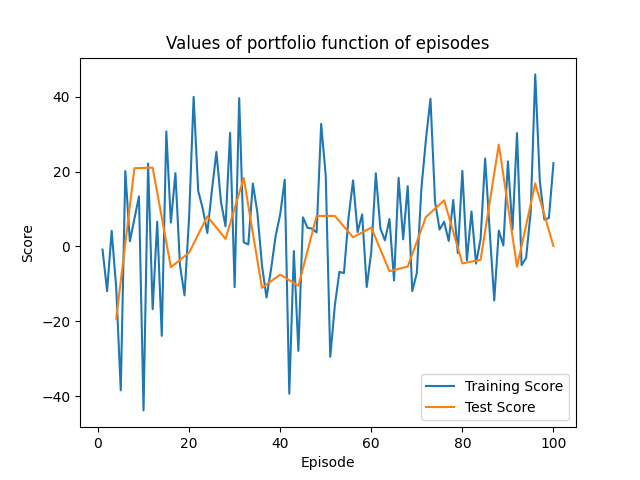 Values of portfolio function of episodes
Score
40
20
0
−20
−40
0
20
40
60
80
100
Episode
Training Score
Test Score